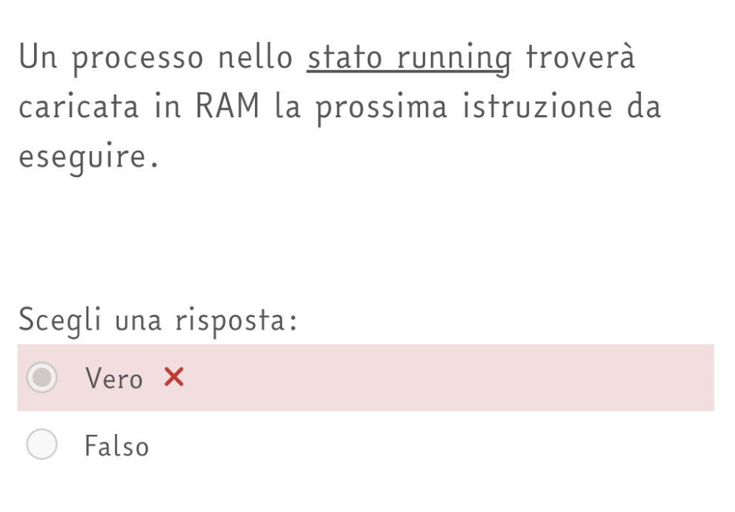 Un processo nello stato running troverà
caricata in RAM la prossima istruzione da
eseguire.
Scegli una risposta:
Vero ✗
Falso